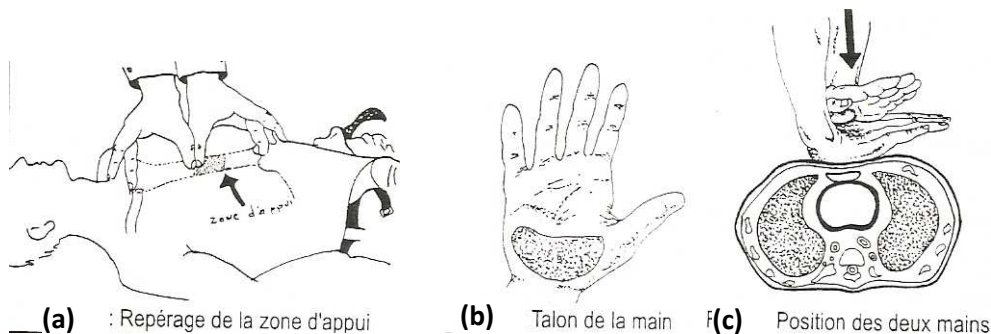 zone d'appui
(a) : Repérage de la zone d'appui
(b) Talon de la main
F(c) Position des deux mains